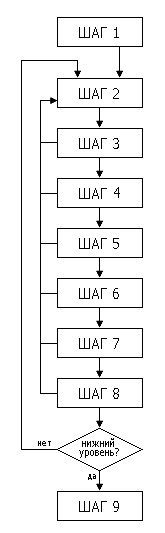 ШАГ 1
ШАГ 2
ШАГ 3
ШАГ 4
ШАГ 5
ШАГ 6
ШАГ 7
ШАГ 8
нет
нижний
уровень?
да
ШАГ 9